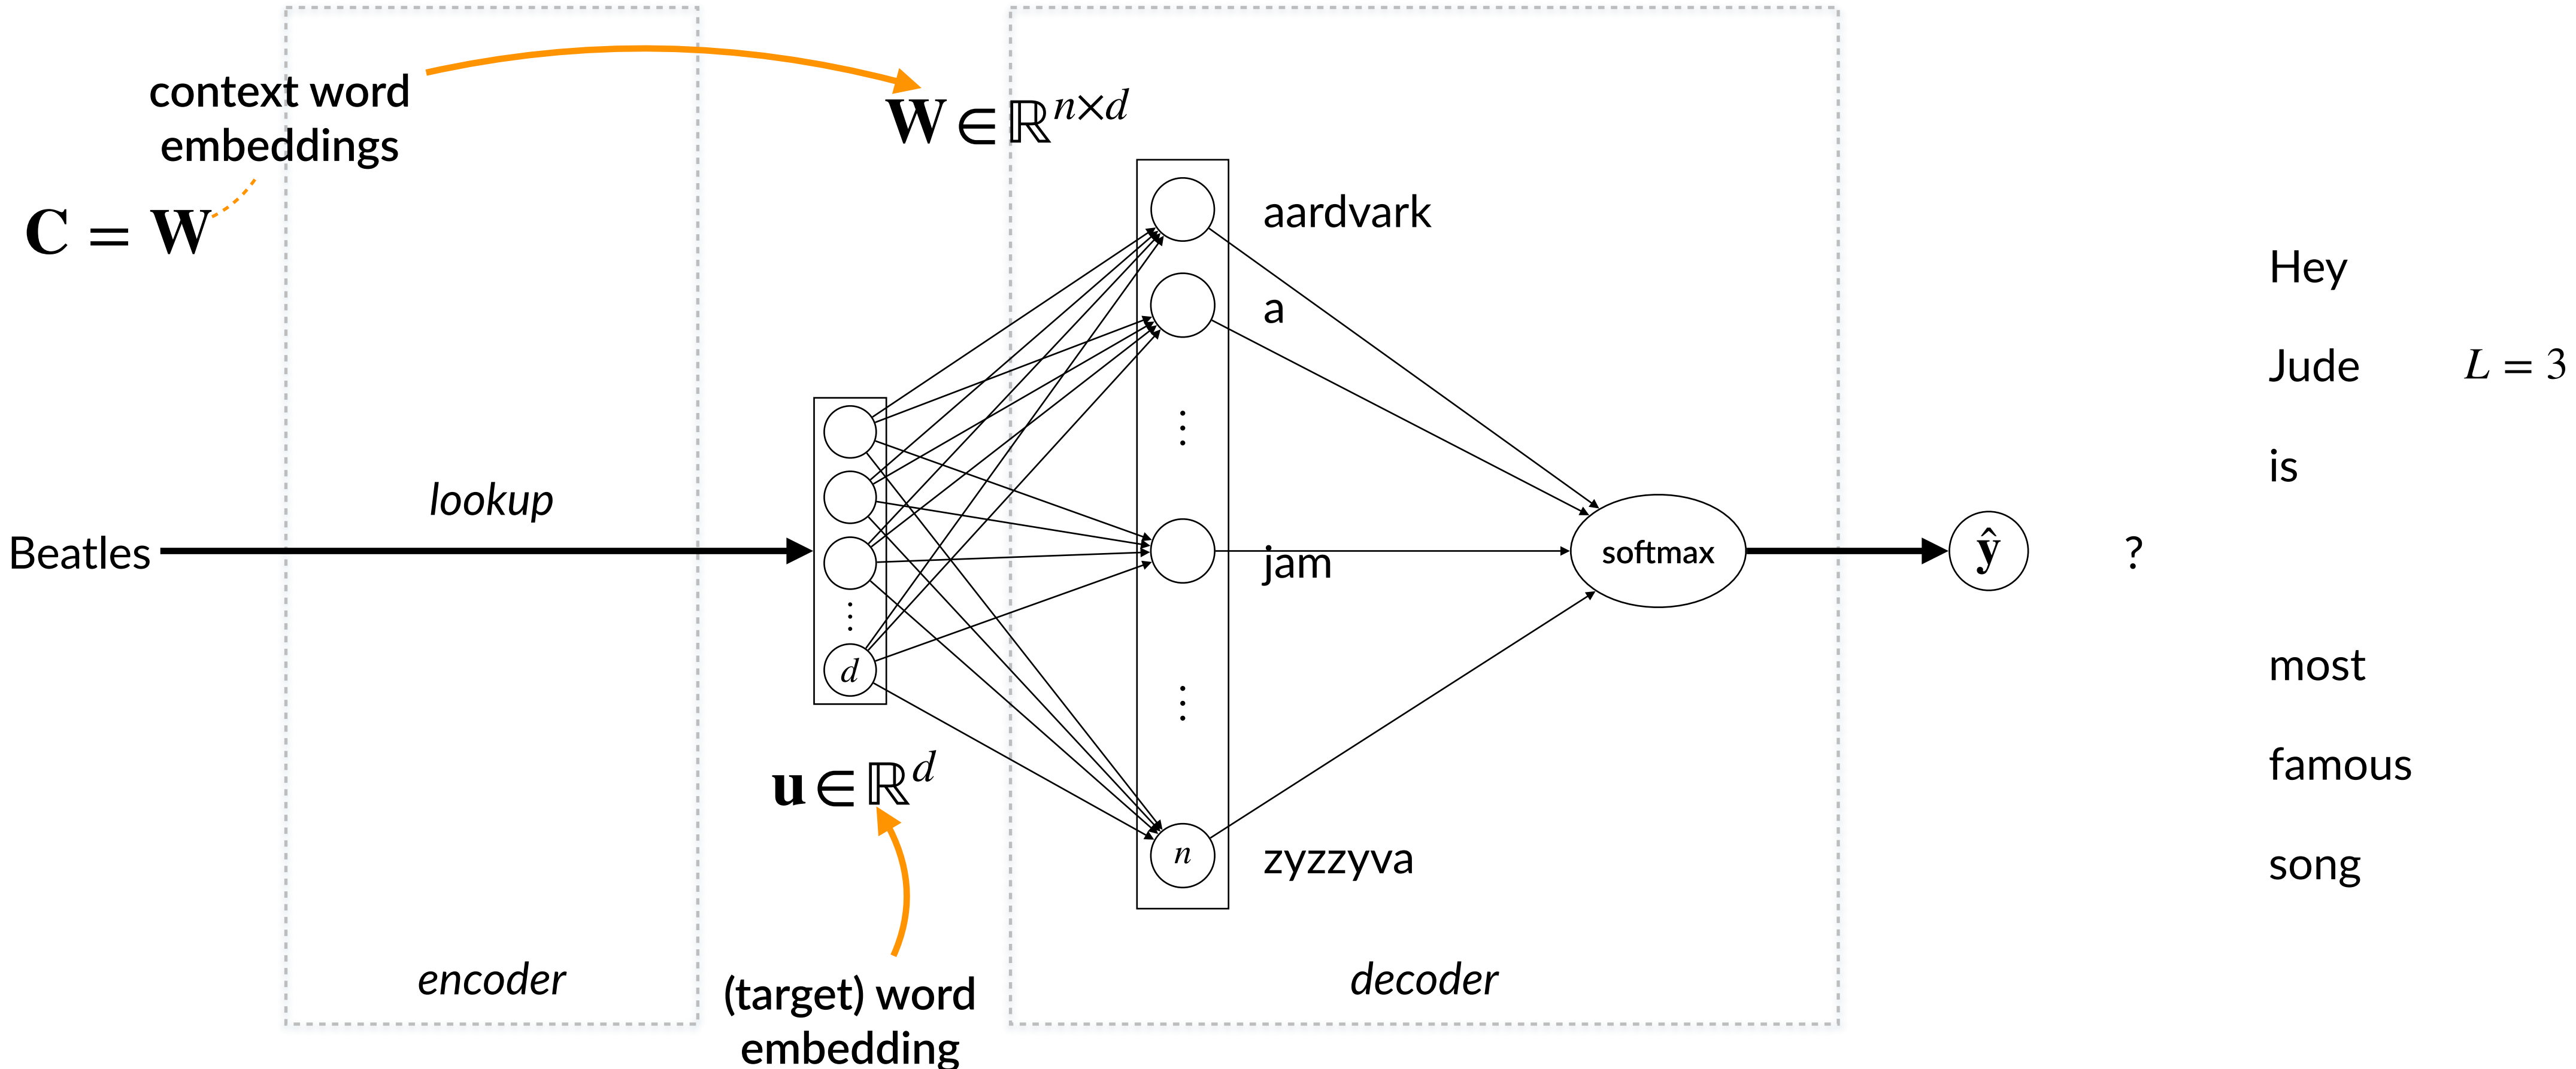 context word
embeddings
C = W
W ∈ ℝ^{n×d}
aardvark
a
⋮
jam
⋮
n
zyzzyva
Beatles
lookup
⋮
d
u ∈ ℝ^d
(target) word
embedding
encoder
decoder
softmax
ŷ
?
Hey
Jude
L = 3
is
most
famous
song